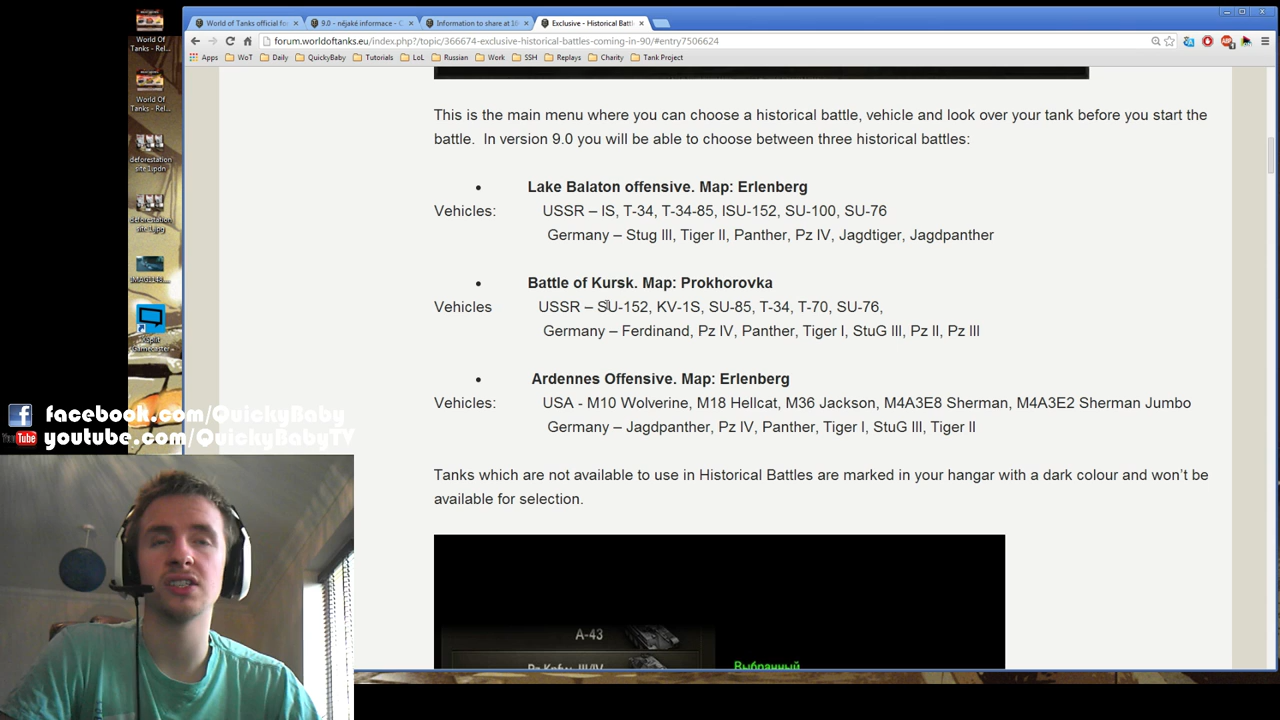 World of Tanks official fo
9.0 - nějaké informace - C
Information to share at 1
Exclusive - Historical Battl
forum.worldoftanks.eu/index.php?/topic/366674-exclusive-historical-battles-coming-in-90/#entry7506624
Apps WoT Daily QuickyBaby Tutorials LoL Russian Work SSH Replays Charity Tank Project
World Of
Tanks - Rel...
World Of
Tanks - Rel...
deforestation
site 1.pdn
deforestation
site 1.jpg
This is the main menu where you can choose a historical battle, vehicle and look over your tank before you start the
battle. In version 9.0 you will be able to choose between three historical battles:
• Lake Balaton offensive. Map: Erlenberg
Vehicles: USSR – IS, T-34, T-34-85, ISU-152, SU-100, SU-76
Germany – Stug III, Tiger II, Panther, Pz IV, Jagdtiger, Jagdpanther
• Battle of Kursk. Map: Prokhorovka
Vehicles USSR – SU-152, KV-1S, SU-85, T-34, T-70, SU-76,
Germany – Ferdinand, Pz IV, Panther, Tiger I, StuG III, Pz II, Pz III
• Ardennes Offensive. Map: Erlenberg
Vehicles: USA - M10 Wolverine, M18 Hellcat, M36 Jackson, M4A3E8 Sherman, M4A3E2 Sherman Jumbo
Germany – Jagdpanther, Pz IV, Panther, Tiger I, StuG III, Tiger II
Tanks which are not available to use in Historical Battles are marked in your hangar with a dark colour and won't be
available for selection.
facebook.com/QuickyBaby
youtube.com/QuickyBabyTV
A-43
Pz.Kpfw. III/IV
Выбранный